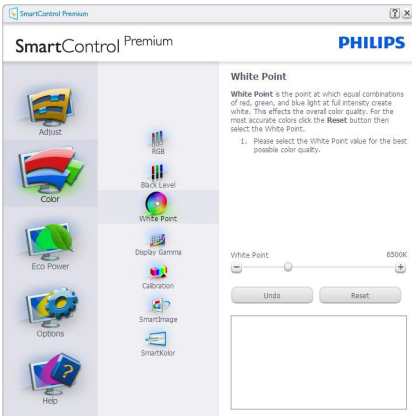 SmartControl Premium
SmartControl Premium
PHILIPS
Adjust
Color
Eco Power
Options
Help
RGB
Black Level
White Point
Display Gamma
Calibration
SmartImage
SmartKolor
White Point
White Point is the point at which equal combinations
of red, green, and blue light at full intensity create
white. This effects the overall color quality. For the
most accurate colors click the Reset button then
select the White Point.
1. Please select the White Point value for the best
possible color quality.
White Point 6500K
Undo Reset